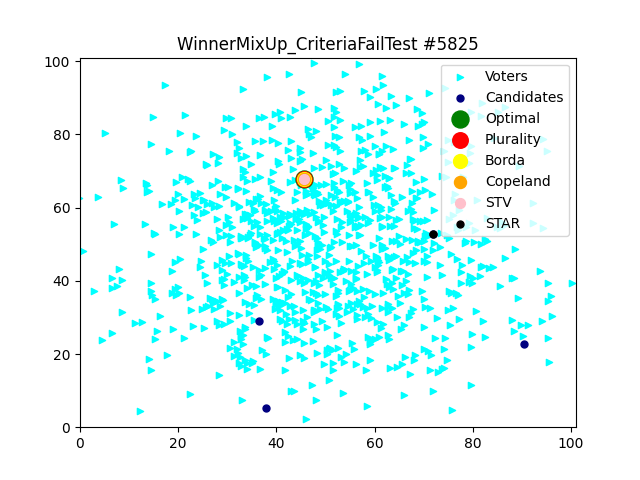 WinnerMixUp_CriteriaFailTest #5825
100
80
60
40
20
0
0 20 40 60 80 100
Voters
Candidates
Optimal
Plurality
Borda
Copeland
STV
STAR